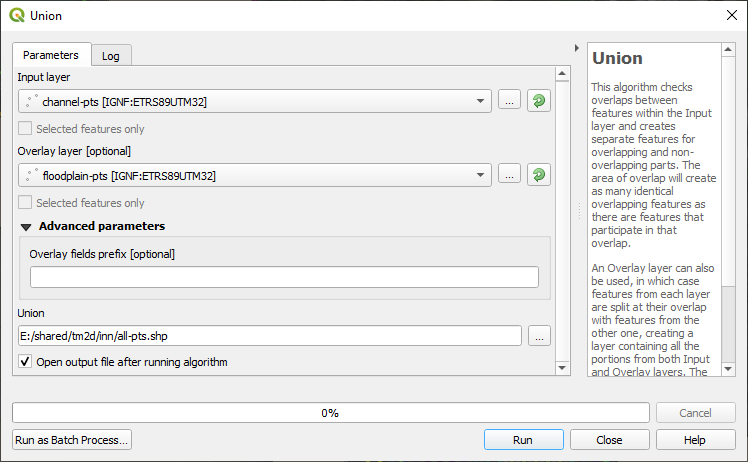 Union
Parameters
Log
Input layer
channel-pts [IGNF:ETRS89UTM32]
...
Selected features only
Overlay layer [optional]
floodplain-pts [IGNF:ETRS89UTM32]
...
Selected features only
Advanced parameters
Overlay fields prefix [optional]
Union
E:/shared/tm2d/inn/all-pts.shp
...
Open output file after running algorithm
Union
This algorithm checks
overlaps between
features within the Input
layer and creates
separate features for
overlapping and non-
overlapping parts. The
area of overlap will create
as many identical
overlapping features as
there are features that
participate in that
overlap.
An Overlay layer can also
be used, in which case
features from each layer
are split at their overlap
with features from the
other one, creating a
layer containing all the
portions from both Input
and Overlay layers. The
0%
Cancel
Run as Batch Process...
Run
Close
Help